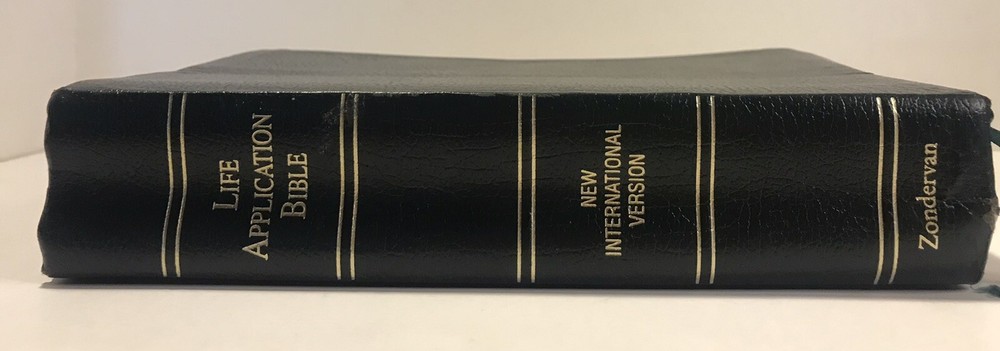 LIFE
APPLICATION
BIBLE
NEW
INTERNATIONAL
VERSION
Zondervan